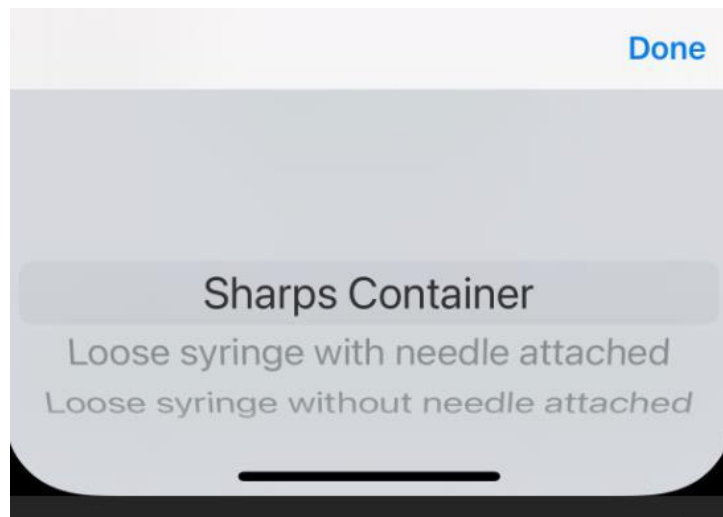 Done
Sharps Container
Loose syringe with needle attached
Loose syringe without needle attached